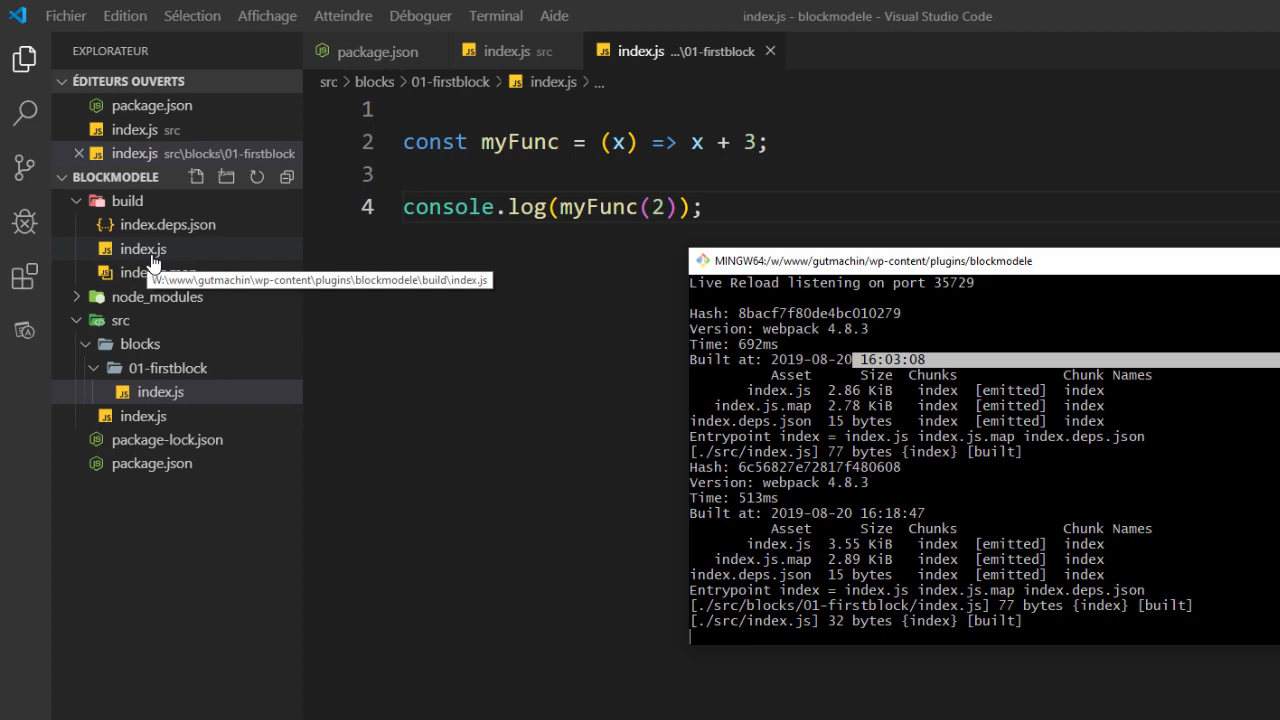 Fichier Edition Sélection Affichage Atteindre Déboguer Terminal Aide index.js - blockmodele - Visual Studio Code
EXPLORATEUR
ÉDITEURS OUVERTS
package.json
index.js src
index.js src\blocks\01-firstblock
BLOCKMODELE
build
index.deps.json
index.js
W:\www\gutmachin\wp-content\plugins\blockmodele\build\index.js
node_modules
src
blocks
01-firstblock
index.js
index.js
package-lock.json
package.json
package.json index.js src index.js ...\01-firstblock
src > blocks > 01-firstblock > index.js > ...
1
2 const myFunc = (x) => x + 3;
3
4 console.log(myFunc(2));
MINGW64:/w/www/gutmachin/wp-content/plugins/blockmodele
Live Reload listening on port 35729
Hash: 8bacf7f80de4bc010279
Version: webpack 4.8.3
Time: 692ms
Built at: 2019-08-20 16:03:08
Asset Size Chunks Chunk Names
index.js 2.86 KiB index [emitted] index
index.js.map 2.78 KiB index [emitted] index
index.deps.json 15 bytes index [emitted] index
Entrypoint index = index.js index.js.map index.deps.json
[./src/index.js] 77 bytes {index} [built]
Hash: 6c56827e72817f480608
Version: webpack 4.8.3
Time: 513ms
Built at: 2019-08-20 16:18:47
Asset Size Chunks Chunk Names
index.js 3.55 KiB index [emitted] index
index.js.map 2.89 KiB index [emitted] index
index.deps.json 15 bytes index [emitted] index
Entrypoint index = index.js index.js.map index.deps.json
[./src/blocks/01-firstblock/index.js] 77 bytes {index} [built]
[./src/index.js] 32 bytes {index} [built]